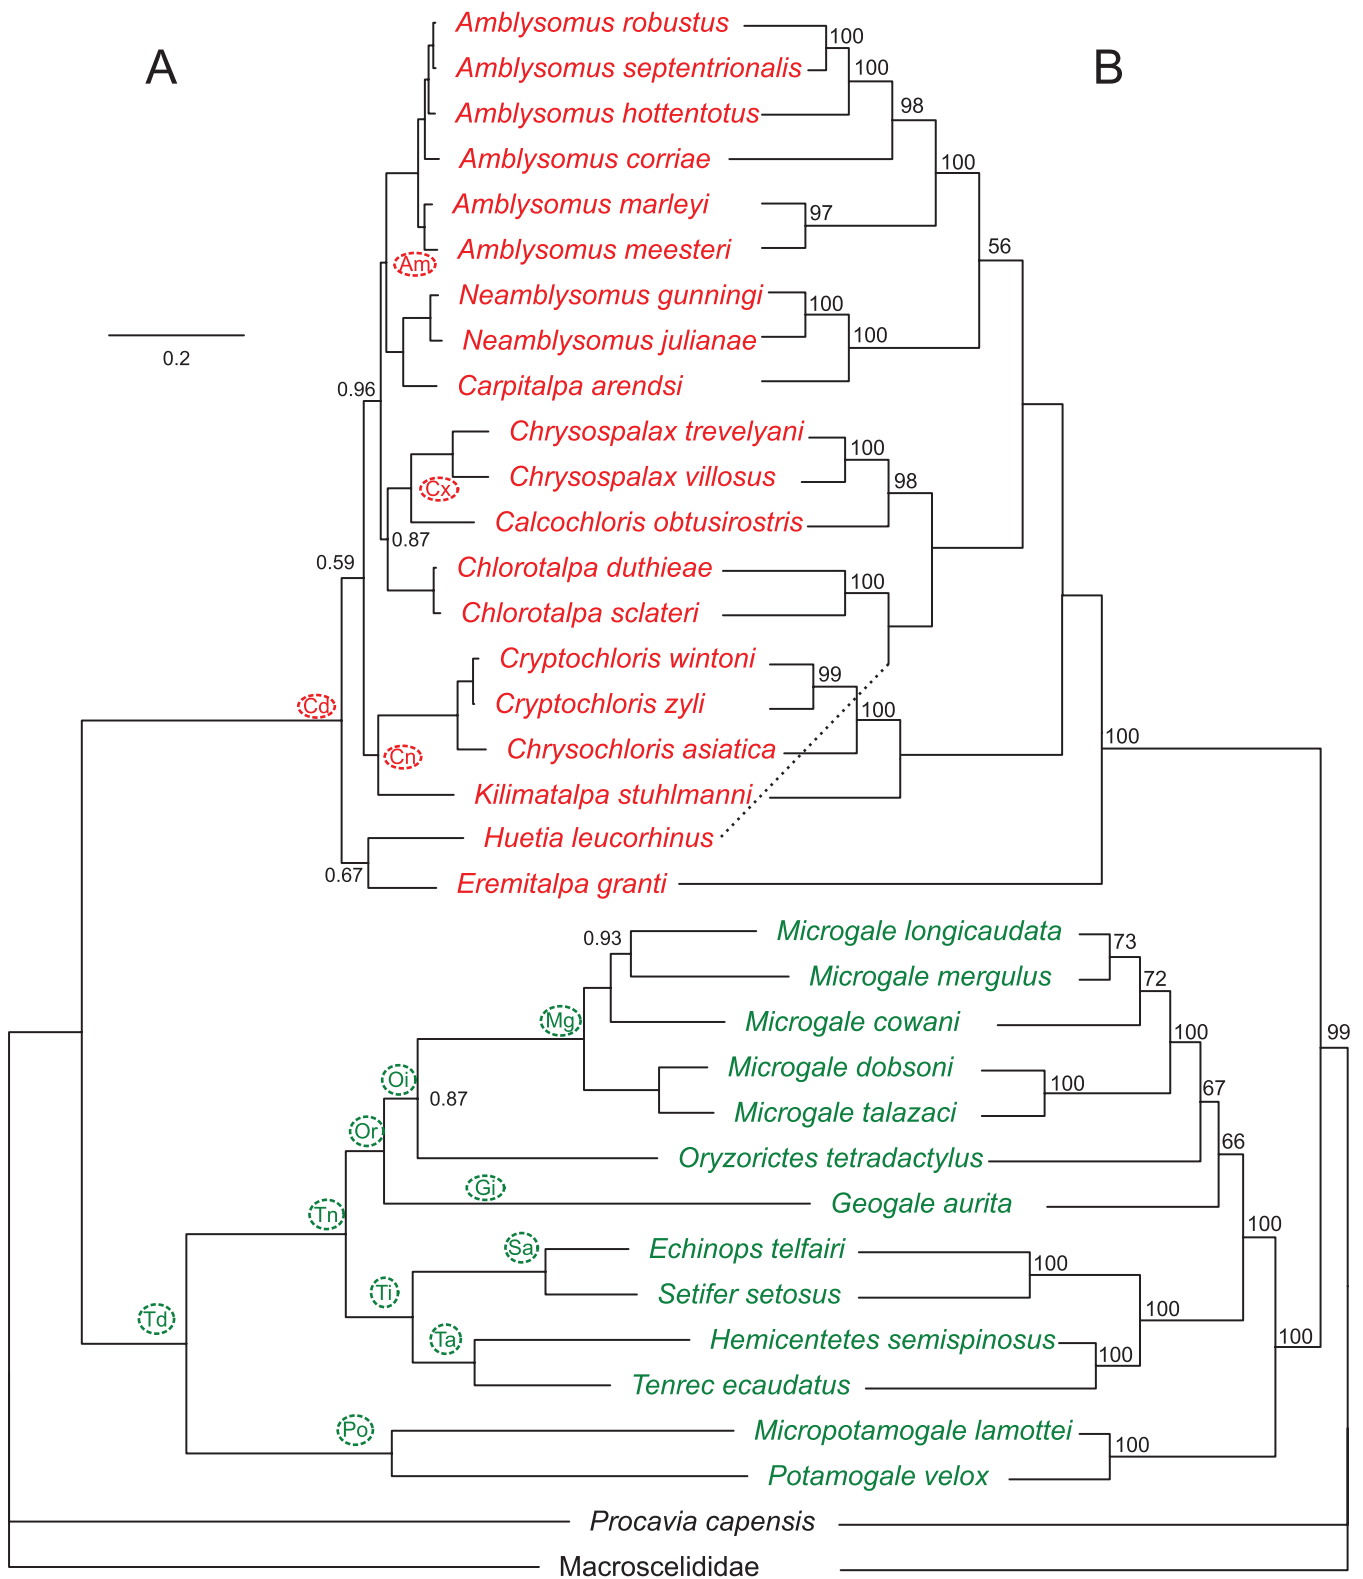 Amblysomus robustus
100
A
B
Amblysomus septentrionalis
100
98
Amblysomus hottentotus
Amblysomus corriae
100
Amblysomus marleyi
97
Amblysomus meesteri
56
Am
Neamblysomus gunningi
100
Neamblysomus julianae
100
0.2
Carpitalpa arendsi
0.96
Chrysospalax trevelyani
100
Chrysospalax villosus
98
Cx
Calcochloris obtusirostris
0.87
0.59
Chlorotalpa duthieae
100
Chlorotalpa sclateri
Cryptochloris wintoni
99
Cryptochloris zyli
100
Cd
Chrysochloris asiatica
100
Cn
Kilimatalpa stuhlmanni
Huetia leucorhinus
0.67
Eremitalpa granti
0.93
Microgale longicaudata
73
Microgale mergulus
72
Mg
Microgale cowani
100
99
Oi
Microgale dobsoni
100
67
0.87
Microgale talazaci
Or
66
Oryzorictes tetradactylus
Gi
Geogale aurita
Tn
100
Sa
Echinops telfairi
100
Ti
Setifer setosus
100
Td
Ta
Hemicentetes semispinosus
100
100
Tenrec ecaudatus
Po
Micropotamogale lamottei
100
Potamogale velox
Procavia capensis
Macroscelididae